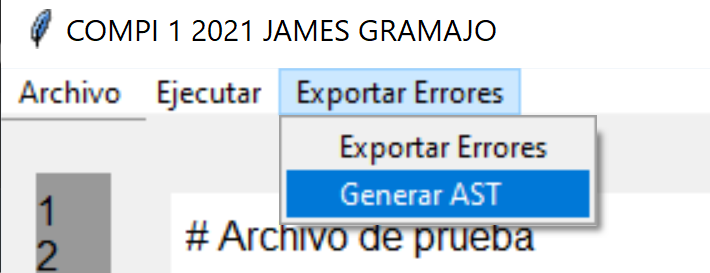 COMPI 1 2021 JAMES GRAMAJO
Archivo Ejecutar Exportar Errores
Exportar Errores
Generar AST
1
2 # Archivo de prueba